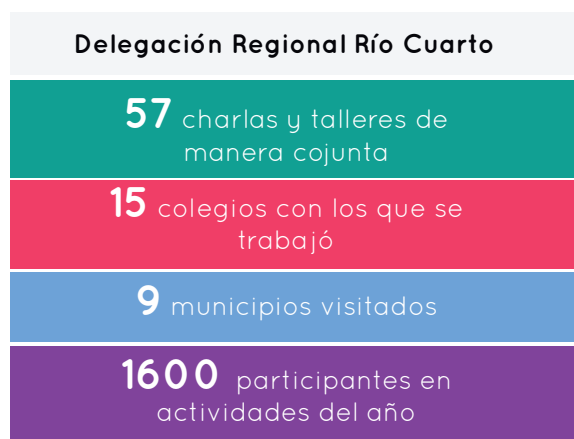 Delegación Regional Río Cuarto
57 charlas y talleres de
manera cojunta
15 colegios con los que se
trabajó
9 municipios visitados
1600 participantes en
actividades del año